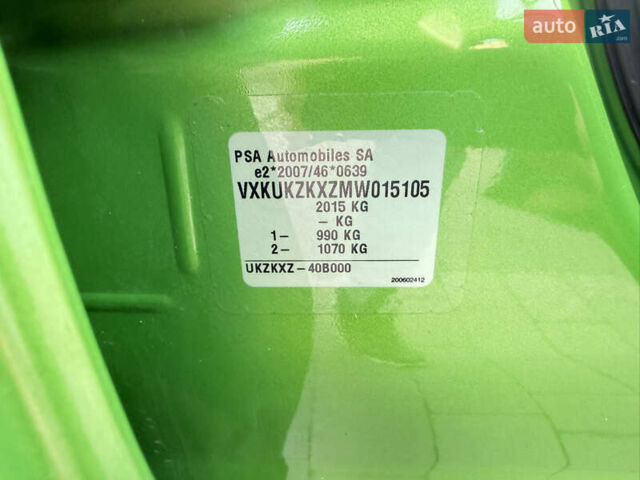 auto RIA
.com
PSA Automobiles SA
e2*2007/46*0639
VXKUKZKXZMW015105
2015 KG
- KG
1- 990 KG
2- 1070 KG
UKZKXZ-40B000
200602412